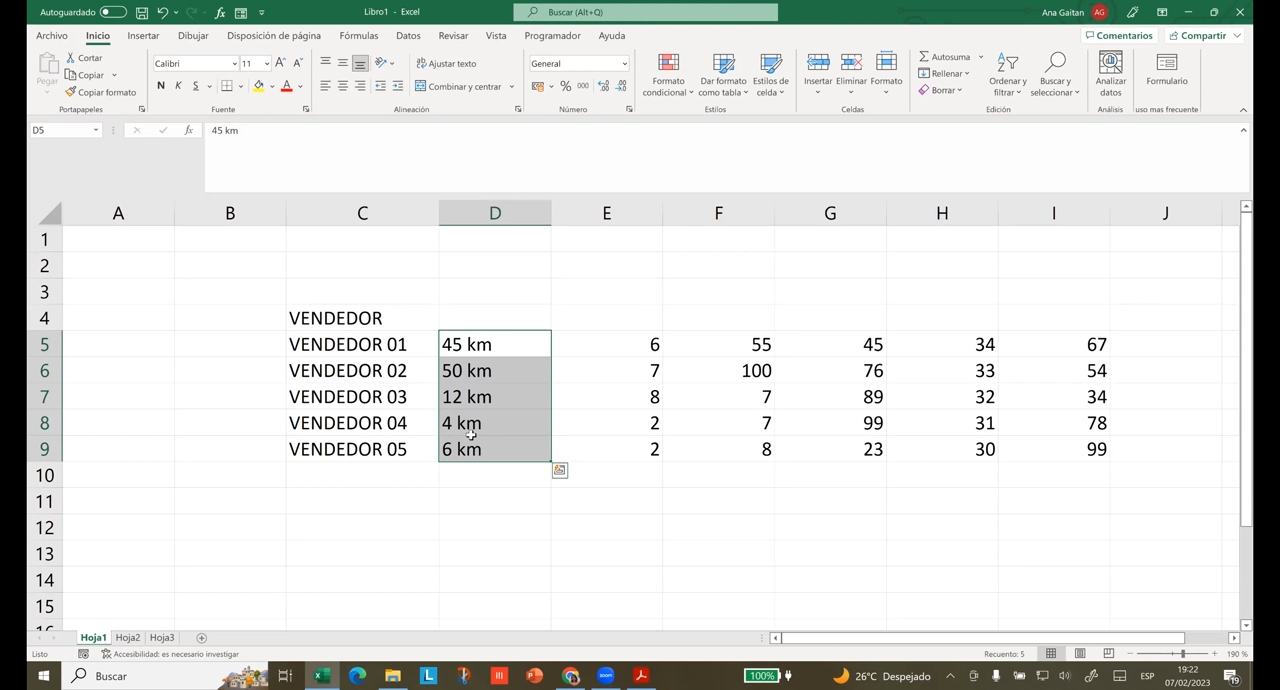 Autoguardado
Libro1 - Excel
Buscar (Alt+Q)
Ana Gaitan AG
Archivo Inicio Insertar Dibujar Disposición de página Fórmulas Datos Revisar Vista Programador Ayuda
Comentarios Compartir
Pegar
Cortar
Copiar
Copiar formato
Portapapeles
Calibri 11
N K S
Fuente
Ajustar texto
Combinar y centrar
Alineación
General
% 000
Número
Formato condicional
Dar formato como tabla
Estilos de celda
Estilos
Insertar Eliminar Formato
Celdas
Autosuma
Rellenar
Borrar
Ordenar y filtrar
Buscar y seleccionar
Edición
Analizar datos
Análisis
Formulario
uso mas frecuente
D5 fx 45 km
A B C D E F G H I J
1
2
3
4 VENDEDOR
5 VENDEDOR 01 45 km 6 55 45 34 67
6 VENDEDOR 02 50 km 7 100 76 33 54
7 VENDEDOR 03 12 km 8 7 89 32 34
8 VENDEDOR 04 4 km 2 7 99 31 78
9 VENDEDOR 05 6 km 2 8 23 30 99
10
11
12
13
14
15
16
Hoja1 Hoja2 Hoja3
Listo Accesibilidad: es necesario investigar Recuento: 5 190 %
Buscar
100%
26°C Despejado
ESP
19:22
07/02/2023
19